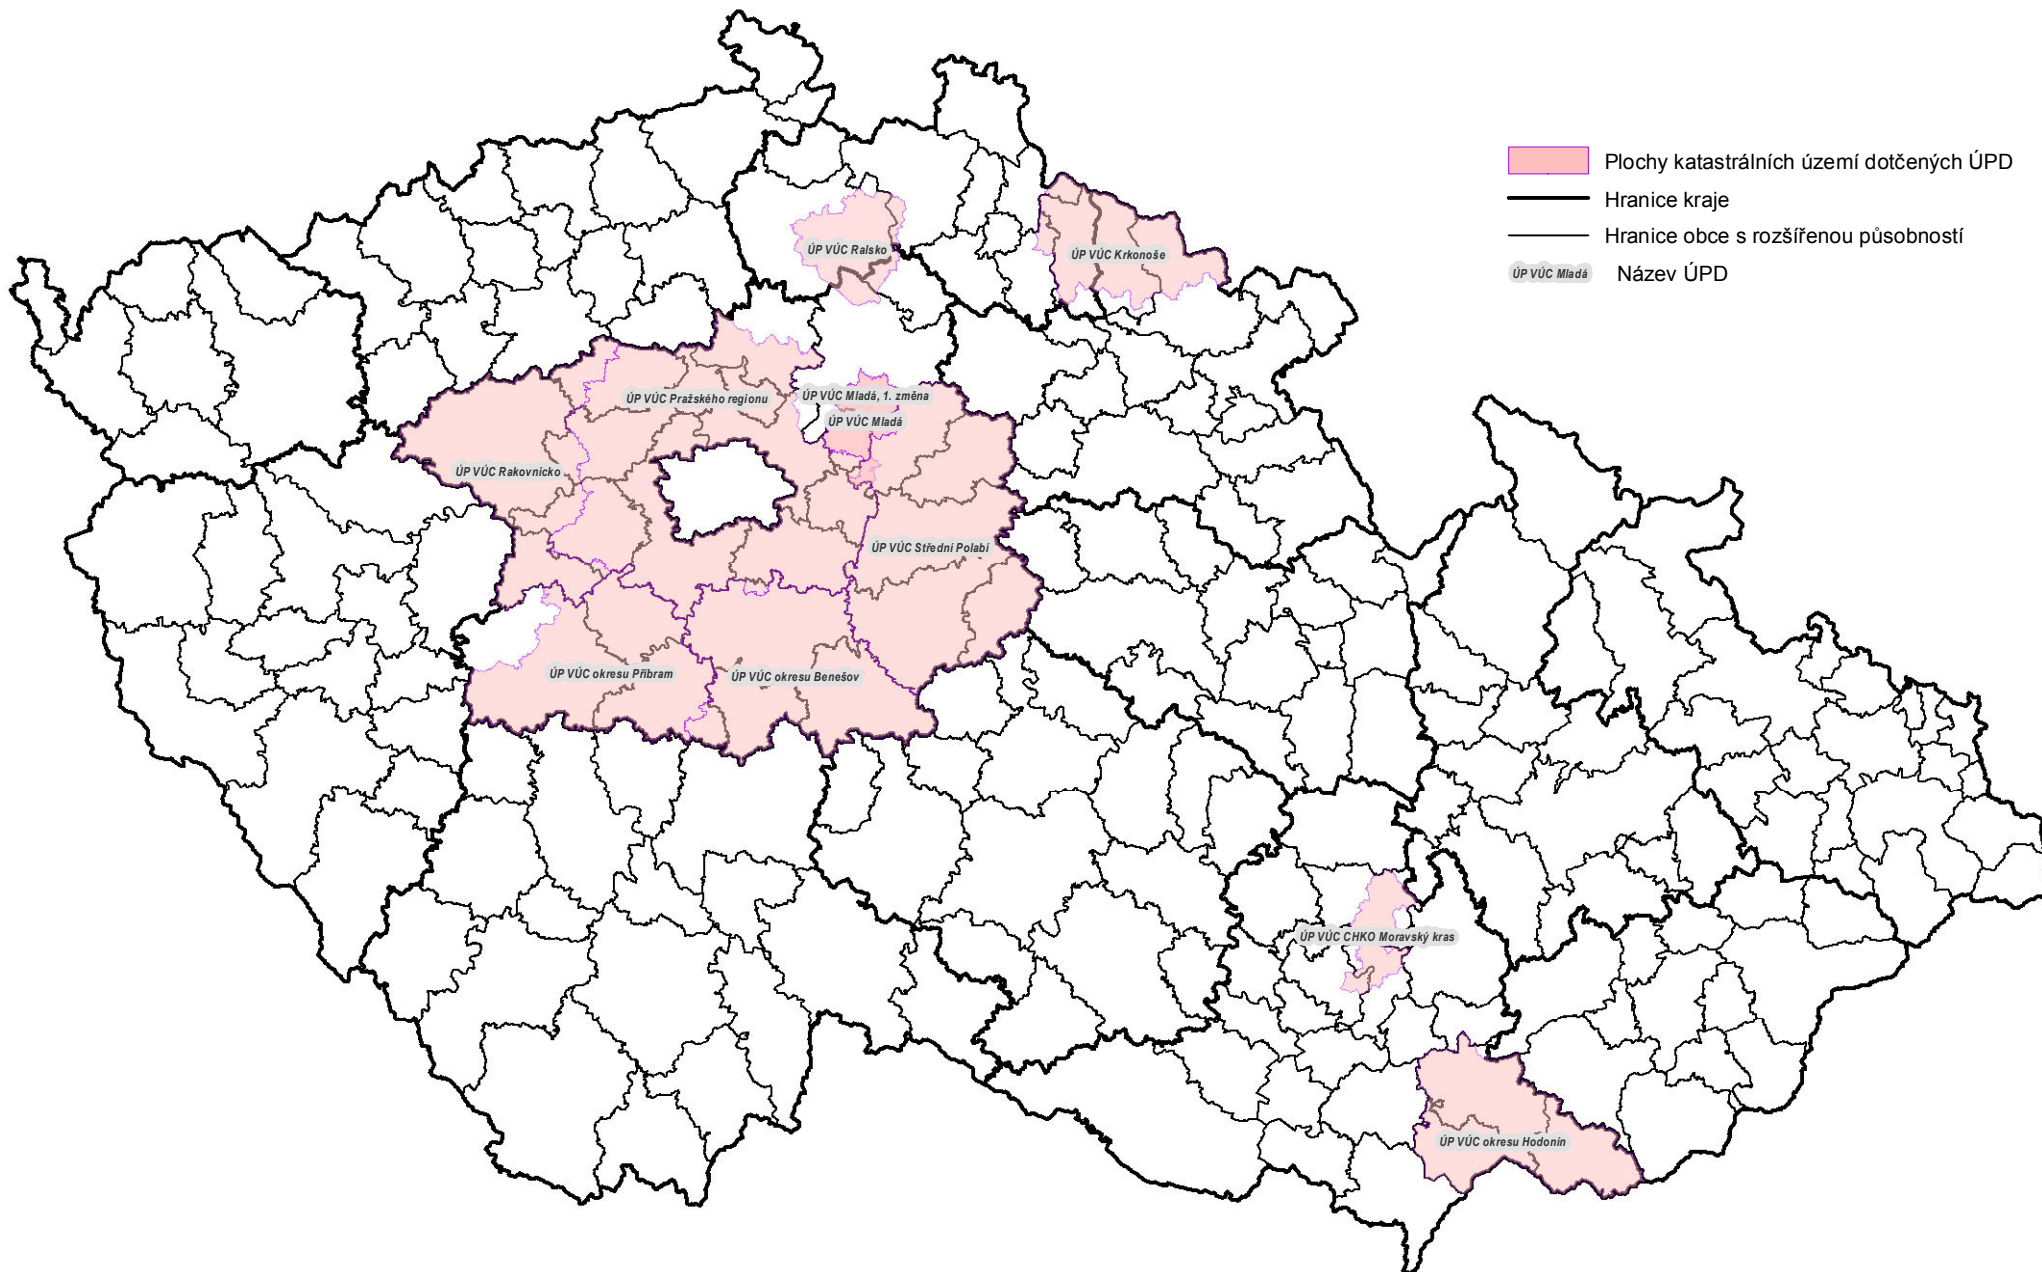 Plochy katastrálních území dotčených ÚPD
Hranice kraje
Hranice obce s rozšířenou působností
ÚP VÚC Mladá
Název ÚPD
ÚP VÚC Ralsko
ÚP VÚC Krkonoše
ÚP VÚC Pražského regionu
ÚP VÚC Mladá, 1. změna
ÚP VÚC Mladá
ÚP VÚC Rakovnicko
ÚP VÚC Střední Polabí
ÚP VÚC okresu Příbram
ÚP VÚC okresu Benešov
ÚP VÚC CHKO Moravský kras
ÚP VÚC okresu Hodonín